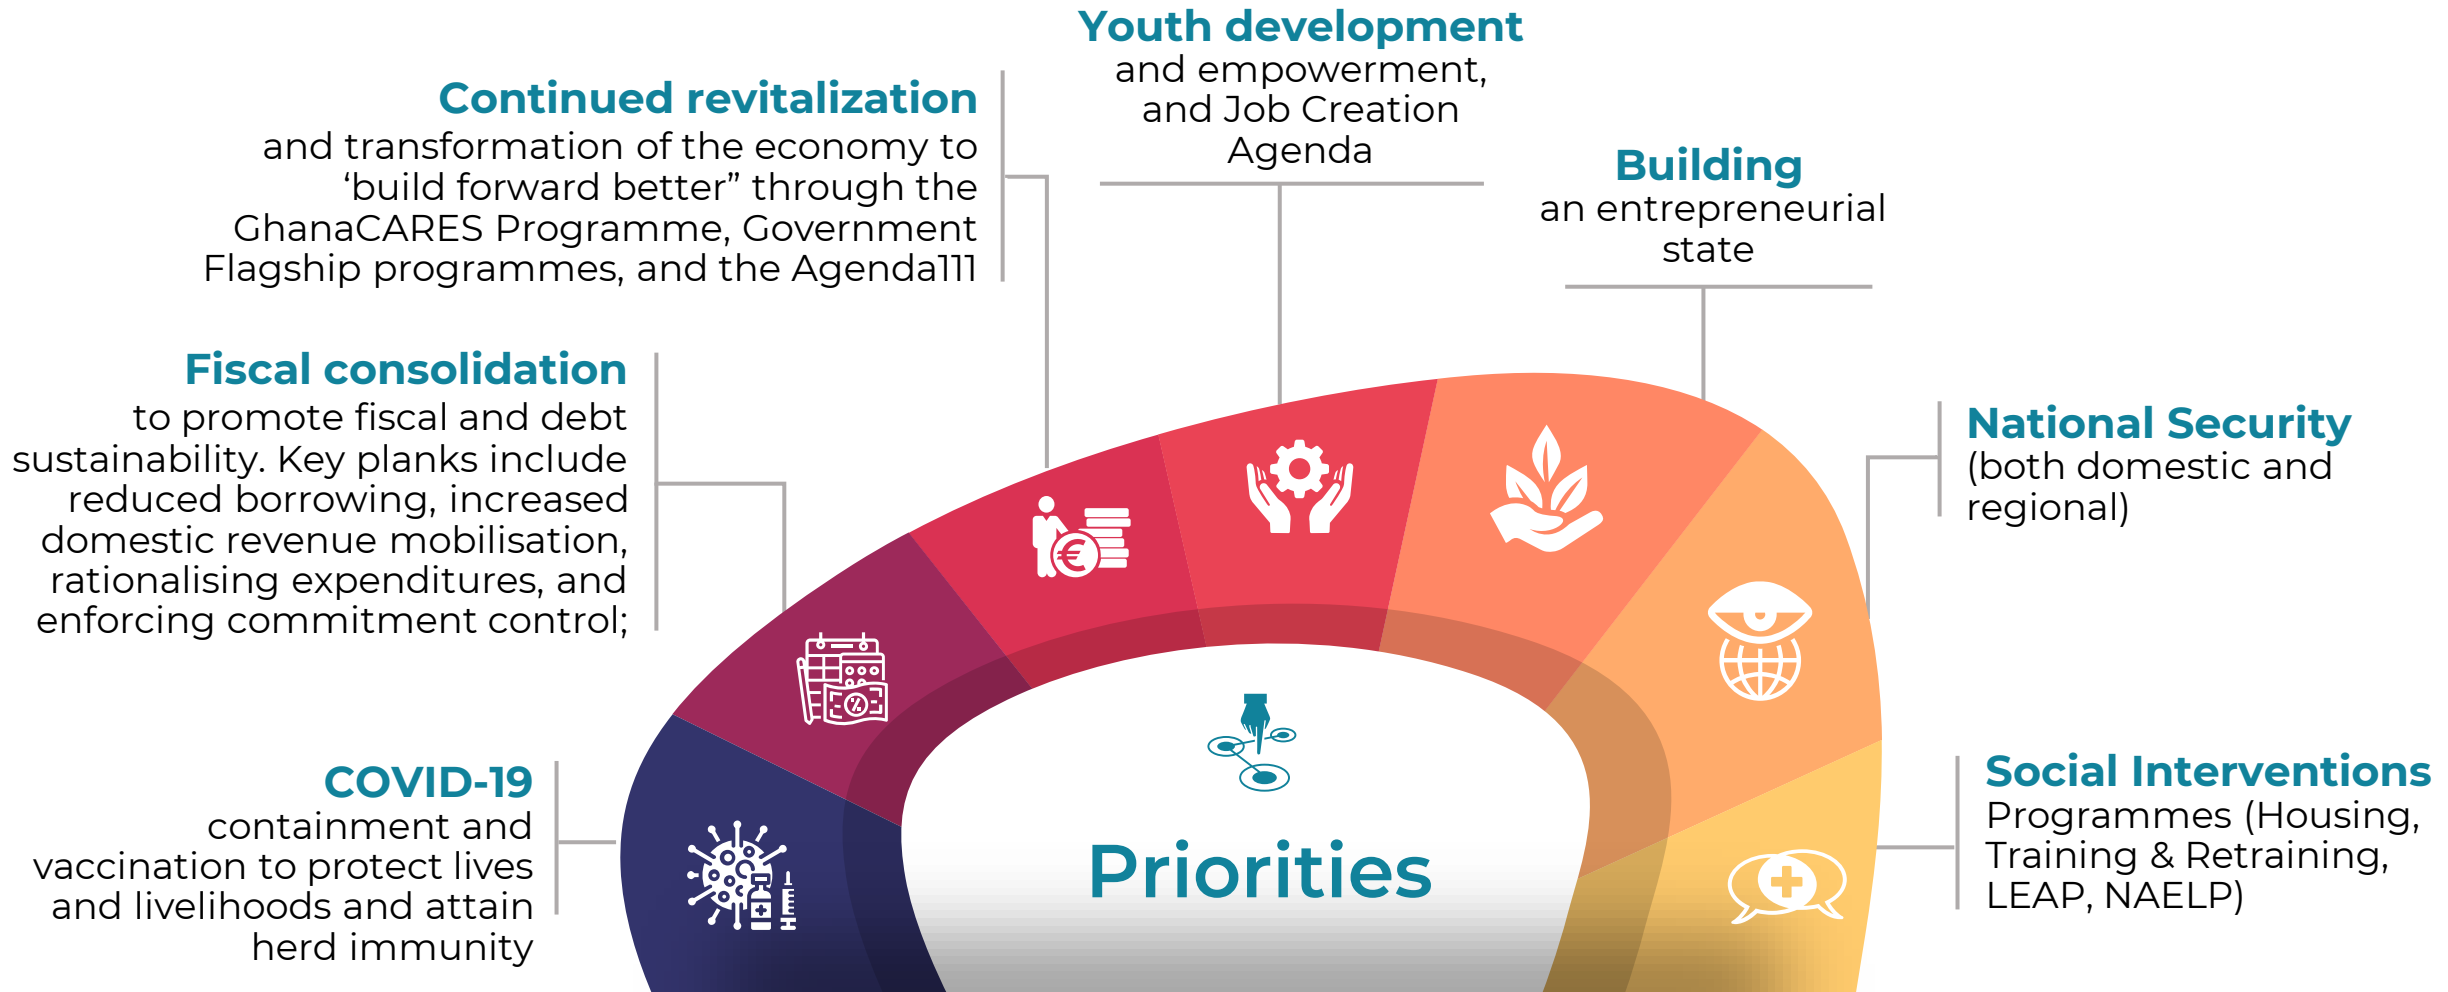 COVID-19
containment and
vaccination to protect lives
and livelihoods and attain
herd immunity
Fiscal consolidation
to promote fiscal and debt
sustainability. Key planks include
reduced borrowing, increased
domestic revenue mobilisation,
rationalising expenditures, and
enforcing commitment control;
Continued revitalization
and transformation of the economy to
‘build forward better” through the
GhanaCARES Programme, Government
Flagship programmes, and the Agenda111
Youth development
and empowerment,
and Job Creation
Agenda
Building
an entrepreneurial
state
National Security
(both domestic and
regional)
Social Interventions
Programmes (Housing,
Training & Retraining,
LEAP, NAELP)
Priorities